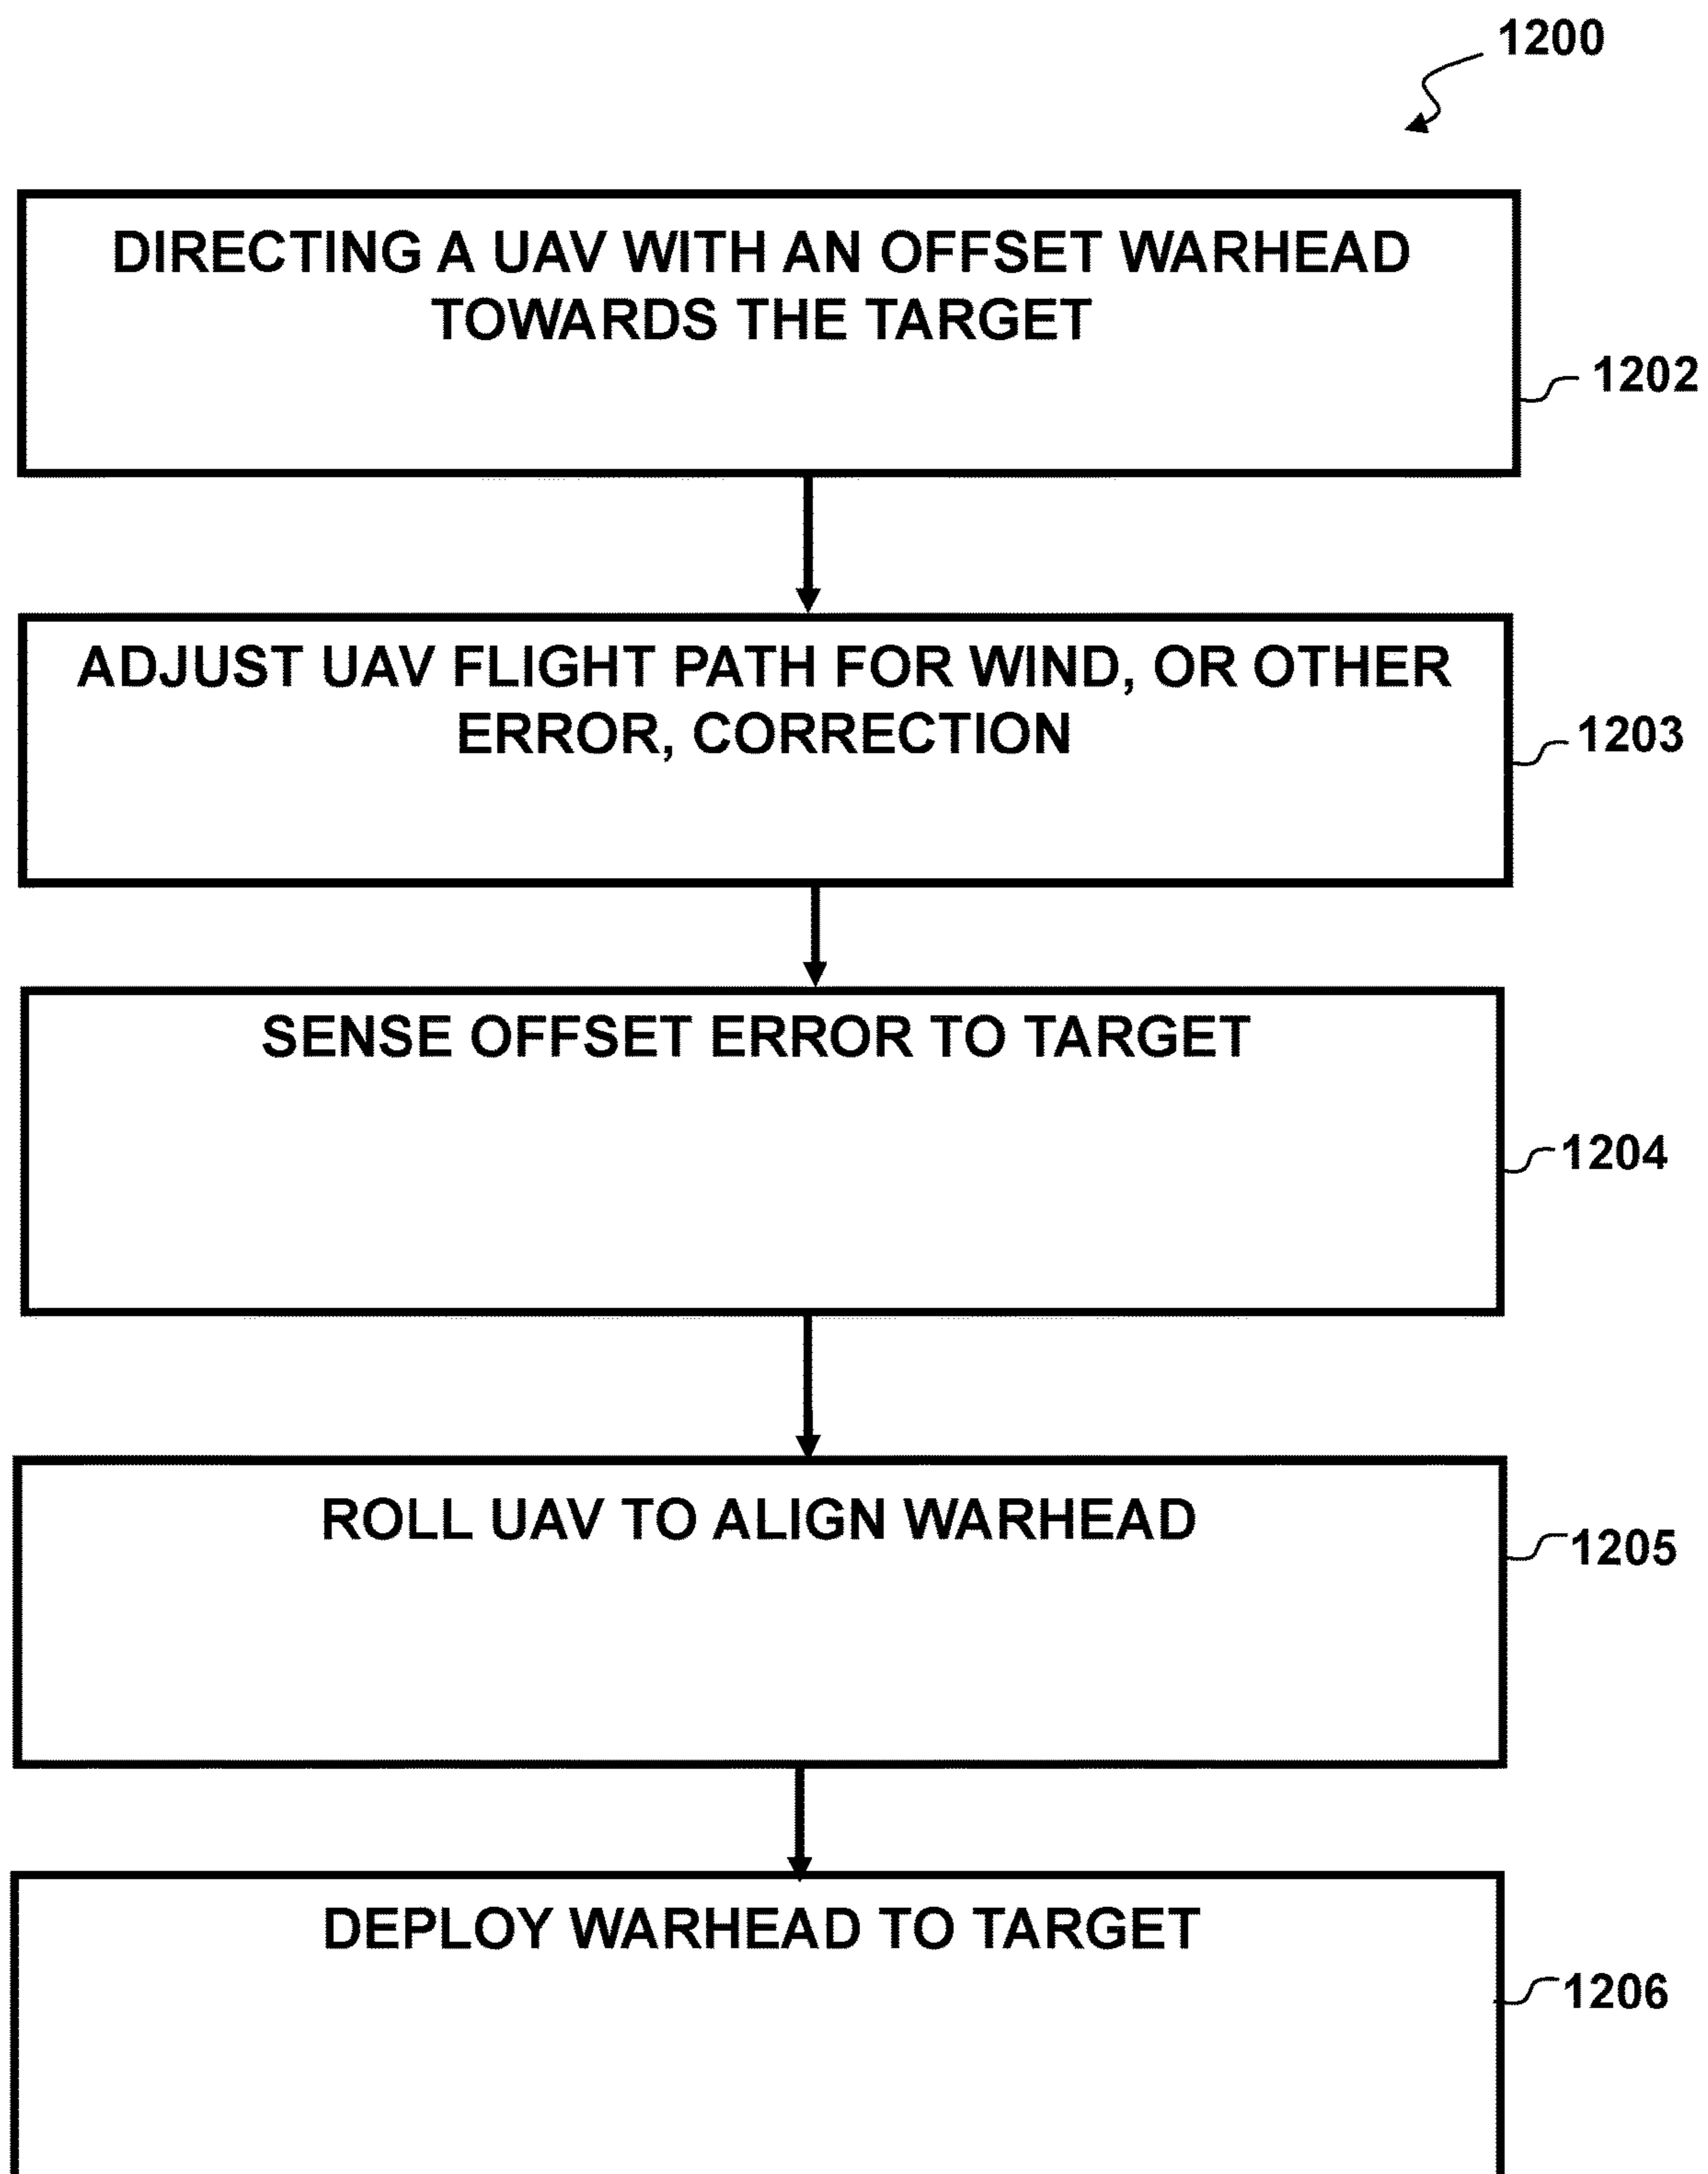 1200
DIRECTING A UAV WITH AN OFFSET WARHEAD
TOWARDS THE TARGET
1202
ADJUST UAV FLIGHT PATH FOR WIND, OR OTHER
ERROR, CORRECTION
1203
SENSE OFFSET ERROR TO TARGET
1204
ROLL UAV TO ALIGN WARHEAD
1205
DEPLOY WARHEAD TO TARGET
1206